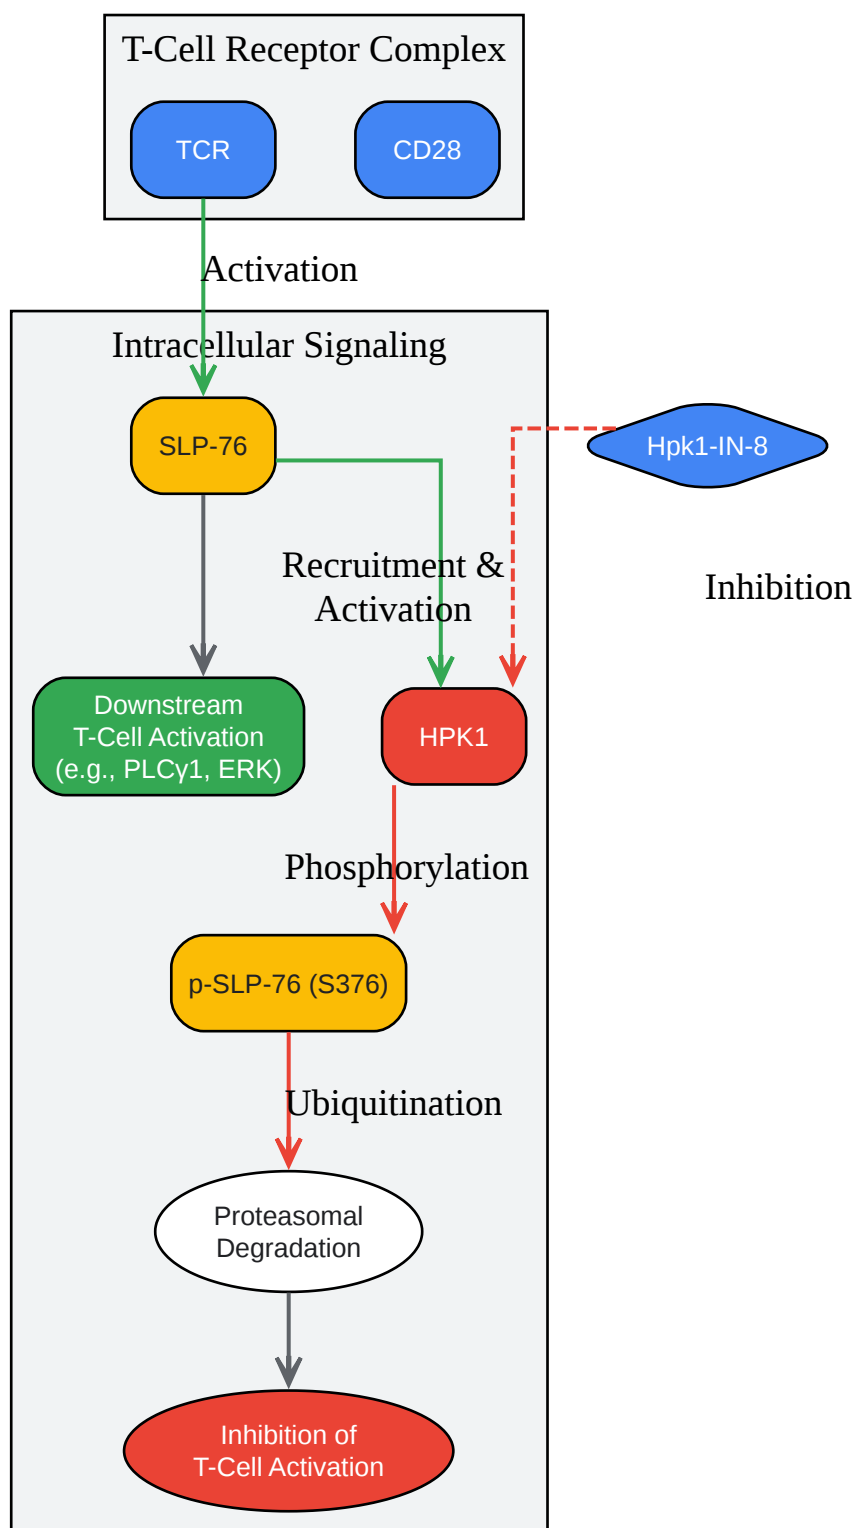 T-Cell Receptor Complex
TCR
CD28
Activation
Intracellular Signaling
SLP-76
Hpk1-IN-8
Recruitment &
Activation
Inhibition
Downstream
T-Cell Activation
(e.g., PLCγ1, ERK)
HPK1
Phosphorylation
p-SLP-76 (S376)
Ubiquitination
Proteasomal
Degradation
Inhibition of
T-Cell Activation